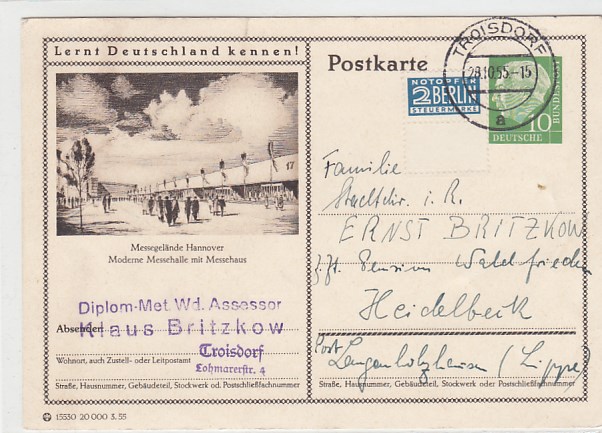 Lernt Deutschland kennen!
17
Messegelände Hannover
Moderne Messehalle mit Messehaus
Diplom-Met. Wd. Assessor
Absender:
Klaus Britzkow
Troisdorf
Wohnort, auch Zustell- oder Leitpostamt
Lohmarerstr. 4
Straße, Hausnummer, Gebäudeteil, Stockwerk od. Postschließfachnummer
15530 20 000 3. 55
Postkarte
NOTOPFER
2 BERLIN
STEUERMARKE
TROISDORF
28.10.55-15
a
10
DEUTSCHE
BUNDESPOST
Familie
i. R.
ERNST BRITZKOW
z. Zt. Pension Waldfrieden
Heidelbeck
Post
Langenholzhausen (Lippe)
Straße, Hausnummer, Gebäudeteil, Stockwerk oder Postschließfachnummer